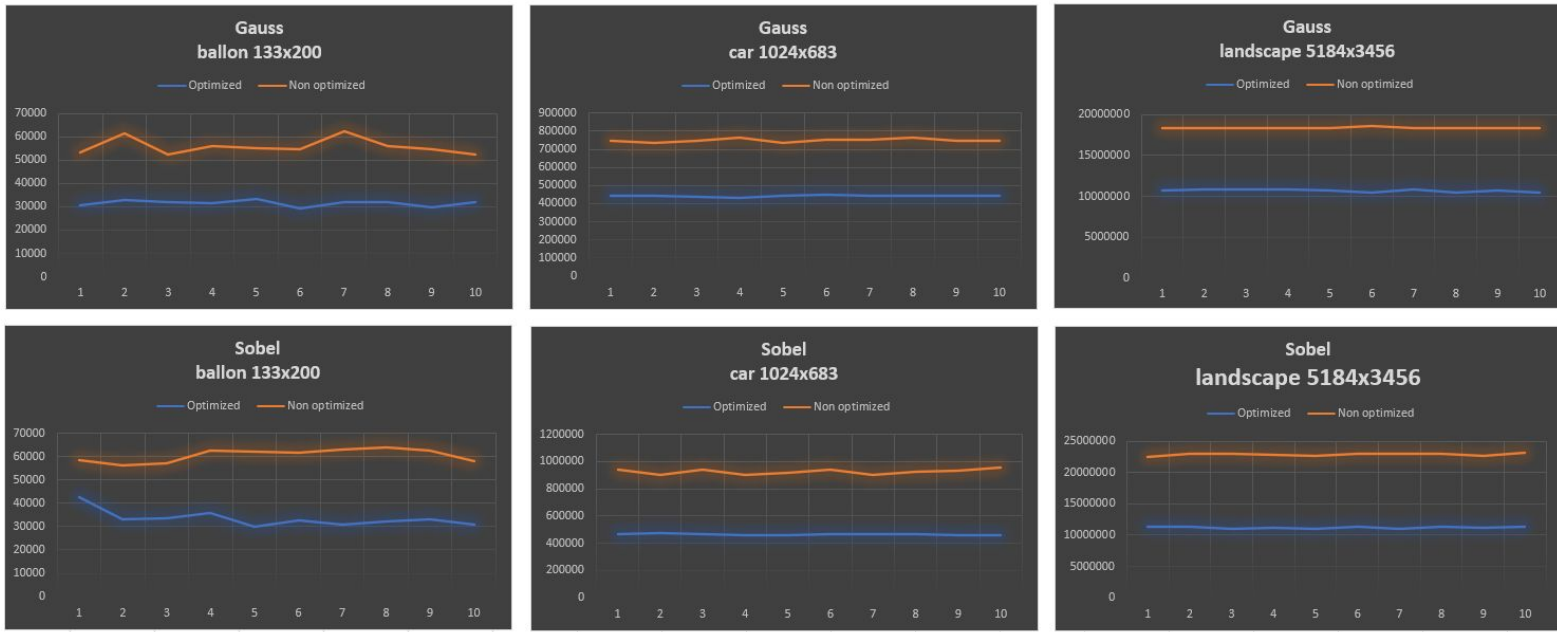 Gauss
ballon 133x200
Optimized Non optimized
70000
60000
50000
40000
30000
20000
10000
0
1 2 3 4 5 6 7 8 9 10
Gauss
car 1024x683
Optimized Non optimized
900000
800000
700000
600000
500000
400000
300000
200000
100000
0
1 2 3 4 5 6 7 8 9 10
Gauss
landscape 5184x3456
Optimized Non optimized
20000000
15000000
10000000
5000000
0
1 2 3 4 5 6 7 8 9 10
Sobel
ballon 133x200
Optimized Non optimized
70000
60000
50000
40000
30000
20000
10000
0
1 2 3 4 5 6 7 8 9 10
Sobel
car 1024x683
Optimized Non optimized
1200000
1000000
800000
600000
400000
200000
0
1 2 3 4 5 6 7 8 9 10
Sobel
landscape 5184x3456
Optimized Non optimized
25000000
20000000
15000000
10000000
5000000
0
1 2 3 4 5 6 7 8 9 10